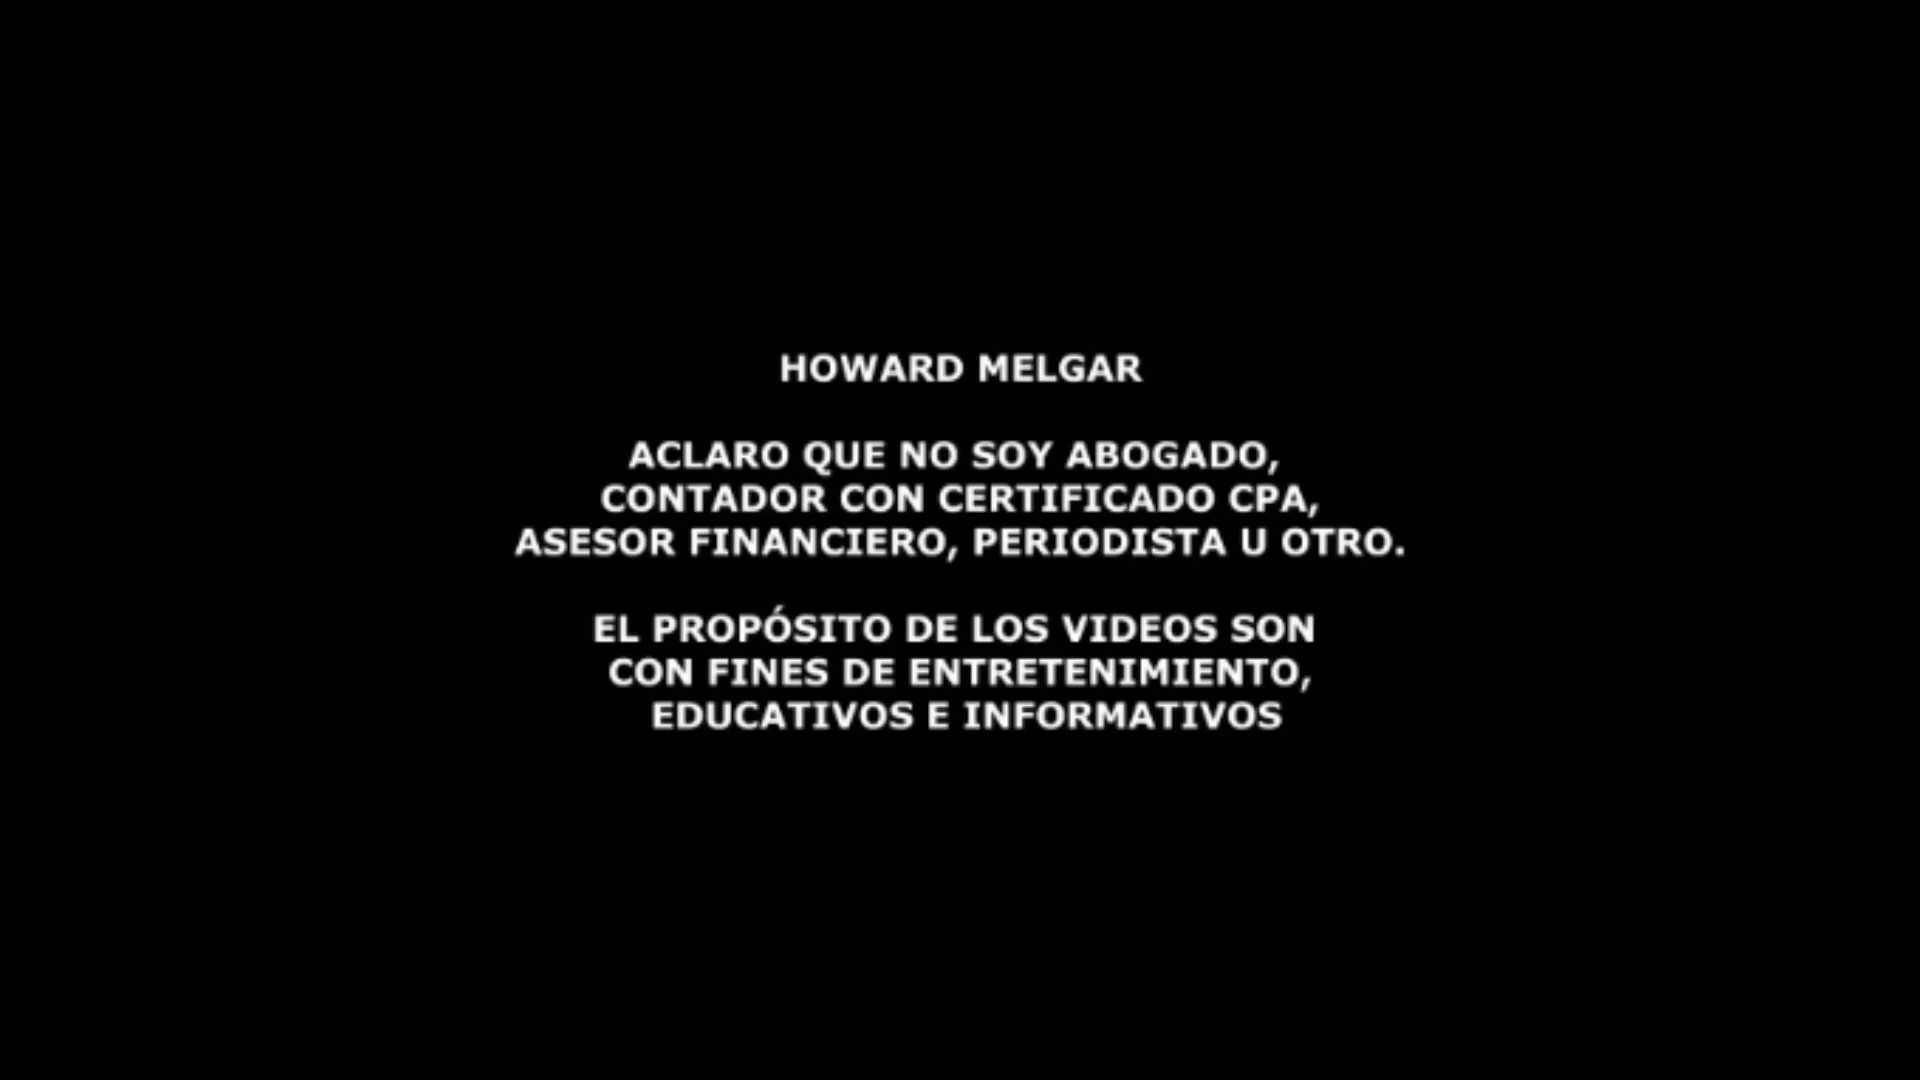 HOWARD MELGAR
ACLARO QUE NO SOY ABOGADO,
CONTADOR CON CERTIFICADO CPA,
ASESOR FINANCIERO, PERIODISTA U OTRO.
EL PROPÓSITO DE LOS VIDEOS SON
CON FINES DE ENTRETENIMIENTO,
EDUCATIVOS E INFORMATIVOS